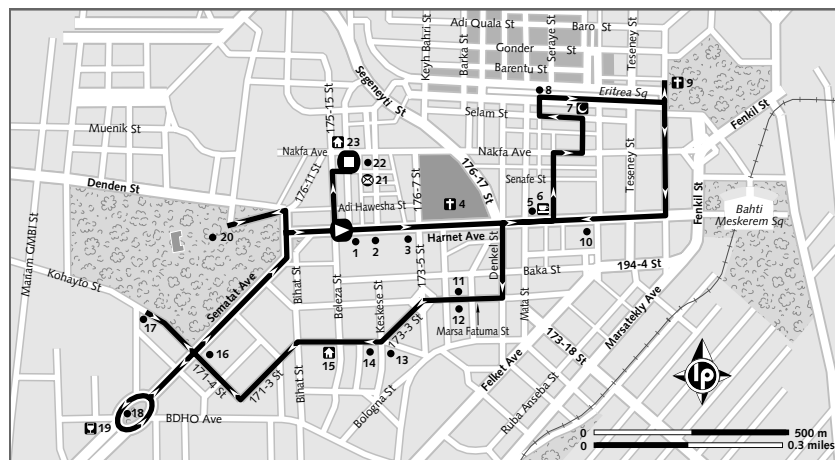 Adi Quala St
Baro St
Gonder St
Barentu St
Keyh Bahri St
Barka St
Seraye St
Teseney St
8
Eritrea Sq
9
7
Selam St
Segeneyti St
175-15 St
Muenik St
23
Nakfa Ave
22
21
Nakfa Ave
Fenkil St
Denden St
176-11 St
176-7 St
176-17 St
Senafe St
Teseney St
Fenkil St
Adi Hawesha St
4
5
6
Bahti
Meskerem Sq
20
1
2
3
Harnet Ave
10
Mariam GMBI St
Kohayto St
Sematat Ave
Bihat St
Beleza St
Keskese St
173-5 St
Denkel St
Baka St
194-4 St
11
12
Mata St
Marsa Fatuma St
Marsatekly Ave
17
16
171-4 St
171-3 St
Bihat St
15
14
13
173-3 St
Bologna St
Felket Ave
173-18 St
Ruba Anseba St
lp
18
19
BDHO Ave
0 500 m
0 0.3 miles